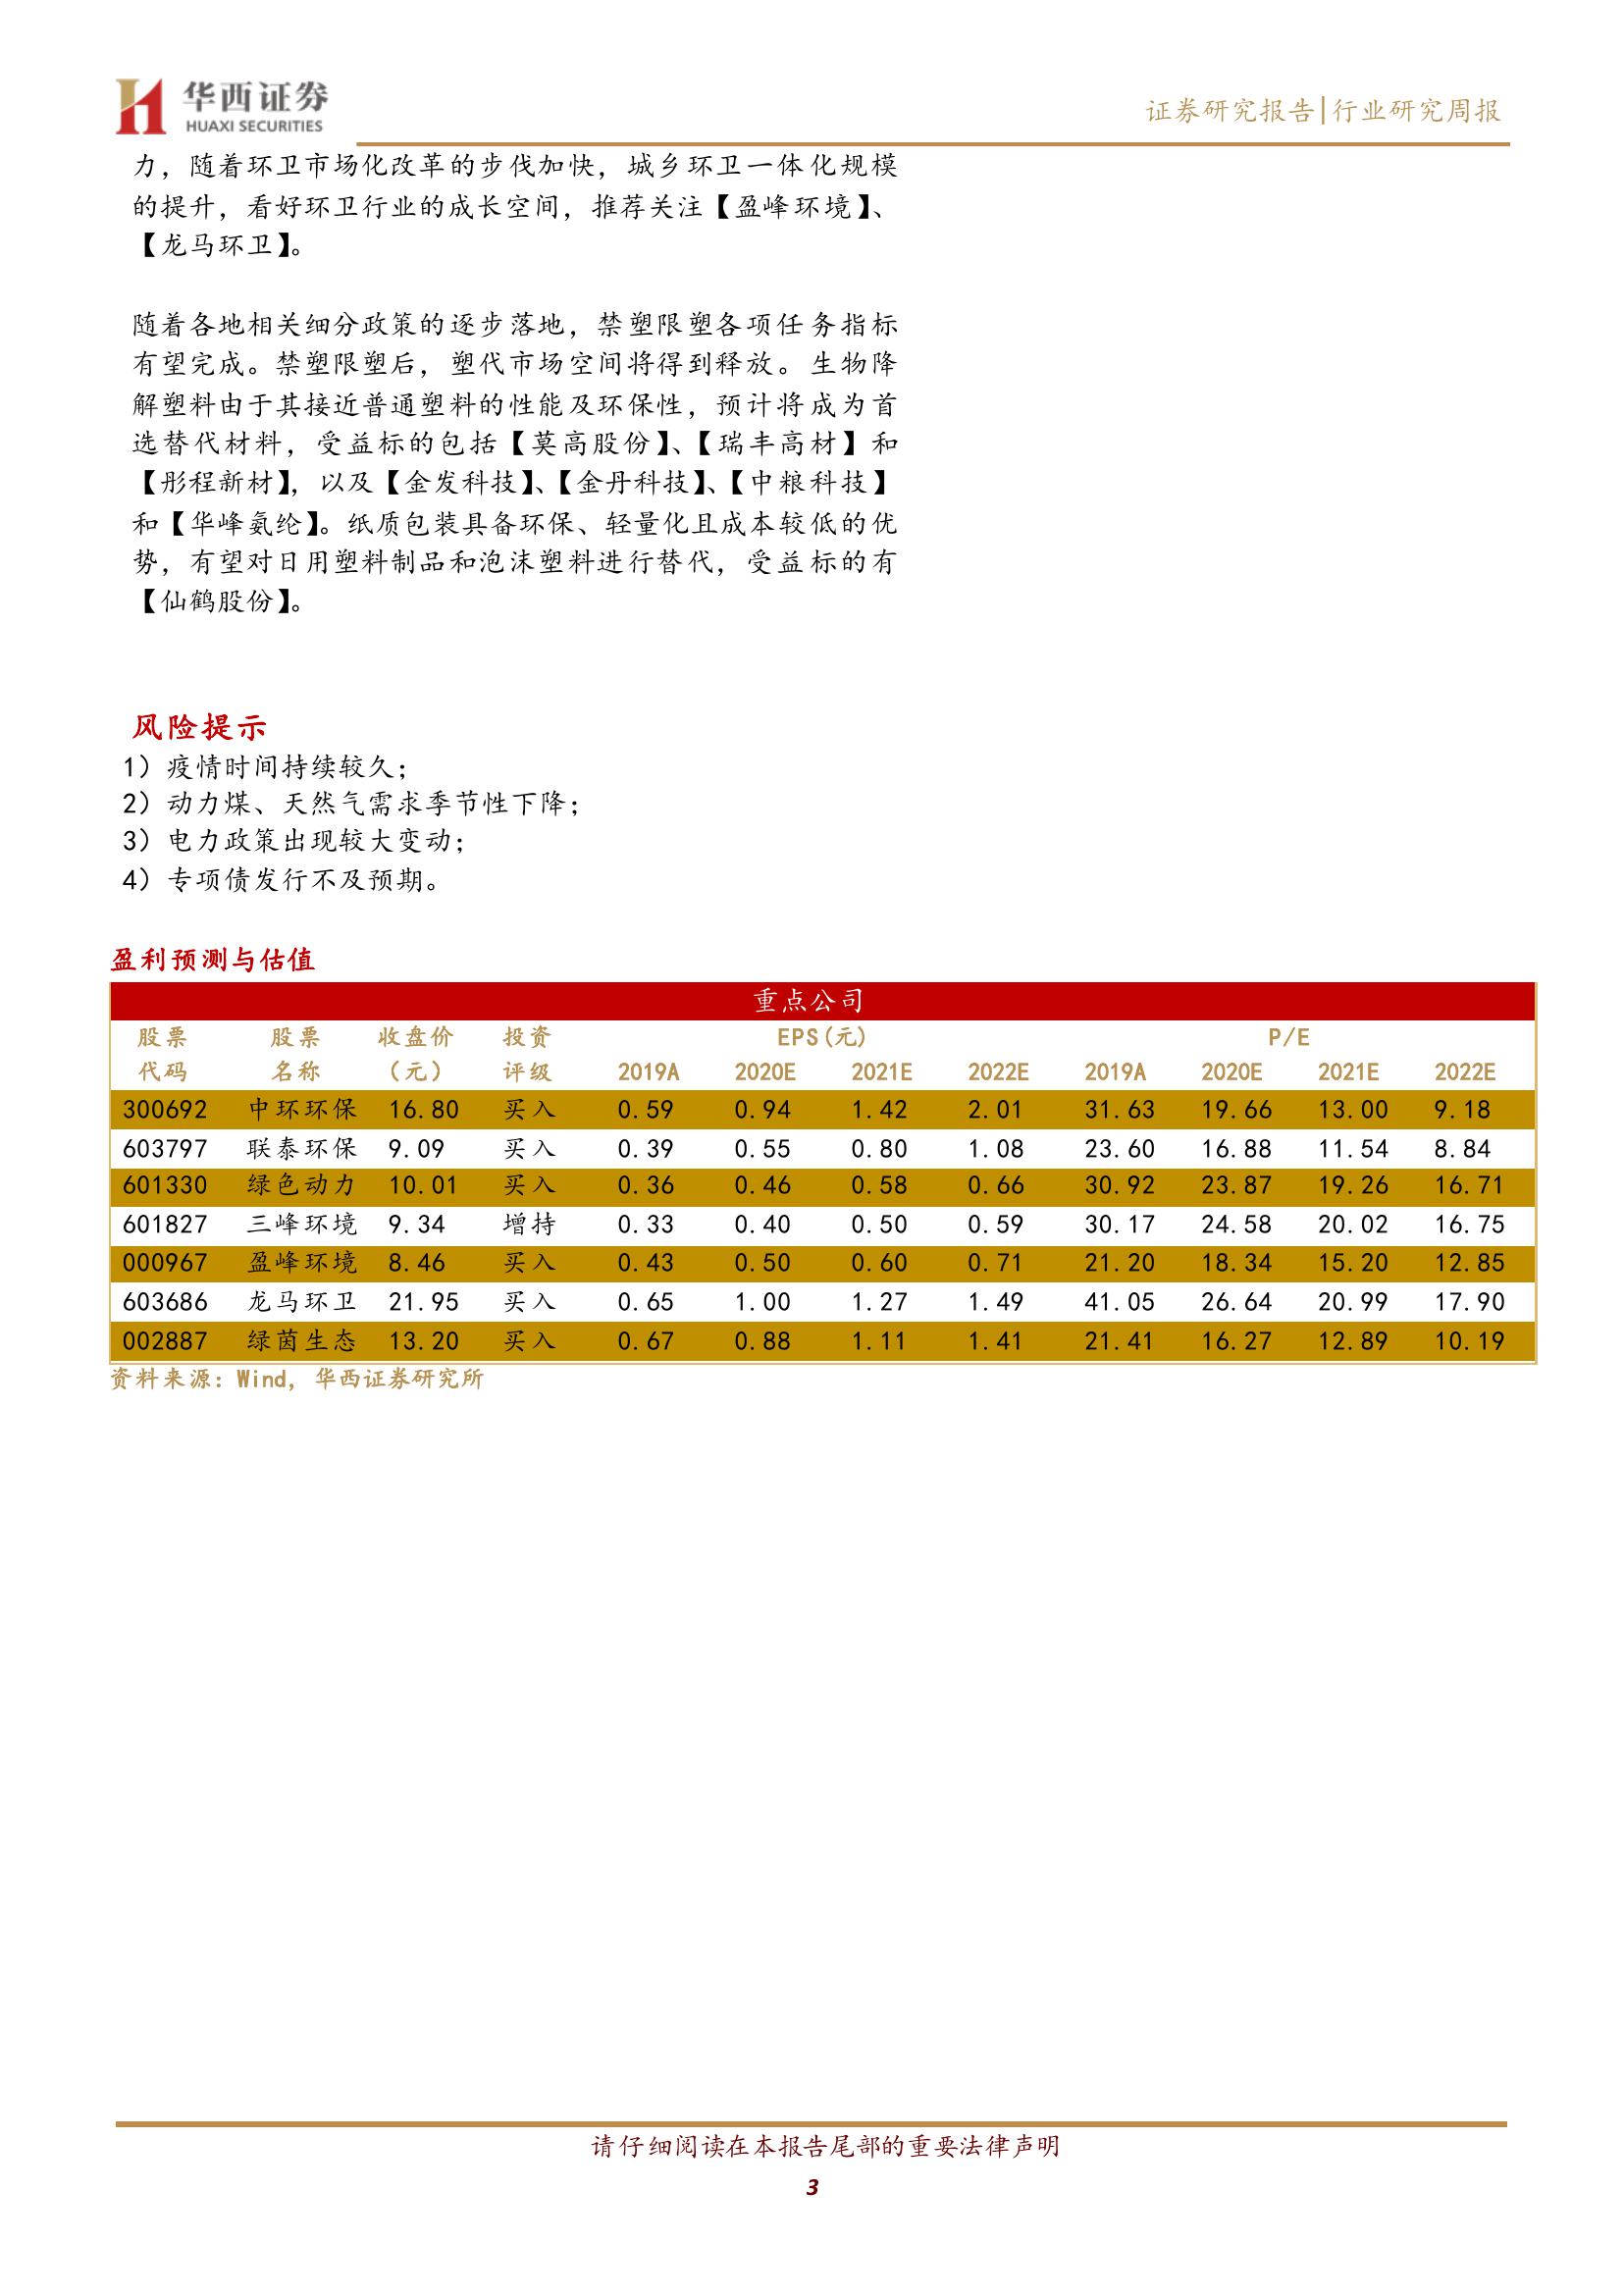 华西证券
HUAXI SECURITIES
证券研究报告|行业研究周报
力，随着环卫市场化改革的步伐加快，城乡环卫一体化规模
的提升，看好环卫行业的成长空间，推荐关注【盈峰环境】、
【龙马环卫】。
随着各地相关细分政策的逐步落地，禁塑限塑各项任务指标
有望完成。禁塑限塑后，塑代市场空间将得到释放。生物降
解塑料由于其接近普通塑料的性能及环保性，预计将成为首
选替代材料，受益标的包括【莫高股份】、【瑞丰高材】和
【彤程新材】，以及【金发科技】、【金丹科技】、【中粮科技】
和【华峰氨纶】。纸质包装具备环保、轻量化且成本较低的优
势，有望对日用塑料制品和泡沫塑料进行替代，受益标的有
【仙鹤股份】。
风险提示
1）疫情时间持续较久；
2）动力煤、天然气需求季节性下降；
3）电力政策出现较大变动；
4）专项债发行不及预期。
盈利预测与估值
重点公司
股票 股票 收盘价 投资 EPS(元) P/E
代码 名称 （元） 评级 2019A 2020E 2021E 2022E 2019A 2020E 2021E 2022E
300692 中环环保 16.80 买入 0.59 0.94 1.42 2.01 31.63 19.66 13.00 9.18
603797 联泰环保 9.09 买入 0.39 0.55 0.80 1.08 23.60 16.88 11.54 8.84
601330 绿色动力 10.01 买入 0.36 0.46 0.58 0.66 30.92 23.87 19.26 16.71
601827 三峰环境 9.34 增持 0.33 0.40 0.50 0.59 30.17 24.58 20.02 16.75
000967 盈峰环境 8.46 买入 0.43 0.50 0.60 0.71 21.20 18.34 15.20 12.85
603686 龙马环卫 21.95 买入 0.65 1.00 1.27 1.49 41.05 26.64 20.99 17.90
002887 绿茵生态 13.20 买入 0.67 0.88 1.11 1.41 21.41 16.27 12.89 10.19
资料来源：Wind，华西证券研究所
请仔细阅读在本报告尾部的重要法律声明
3